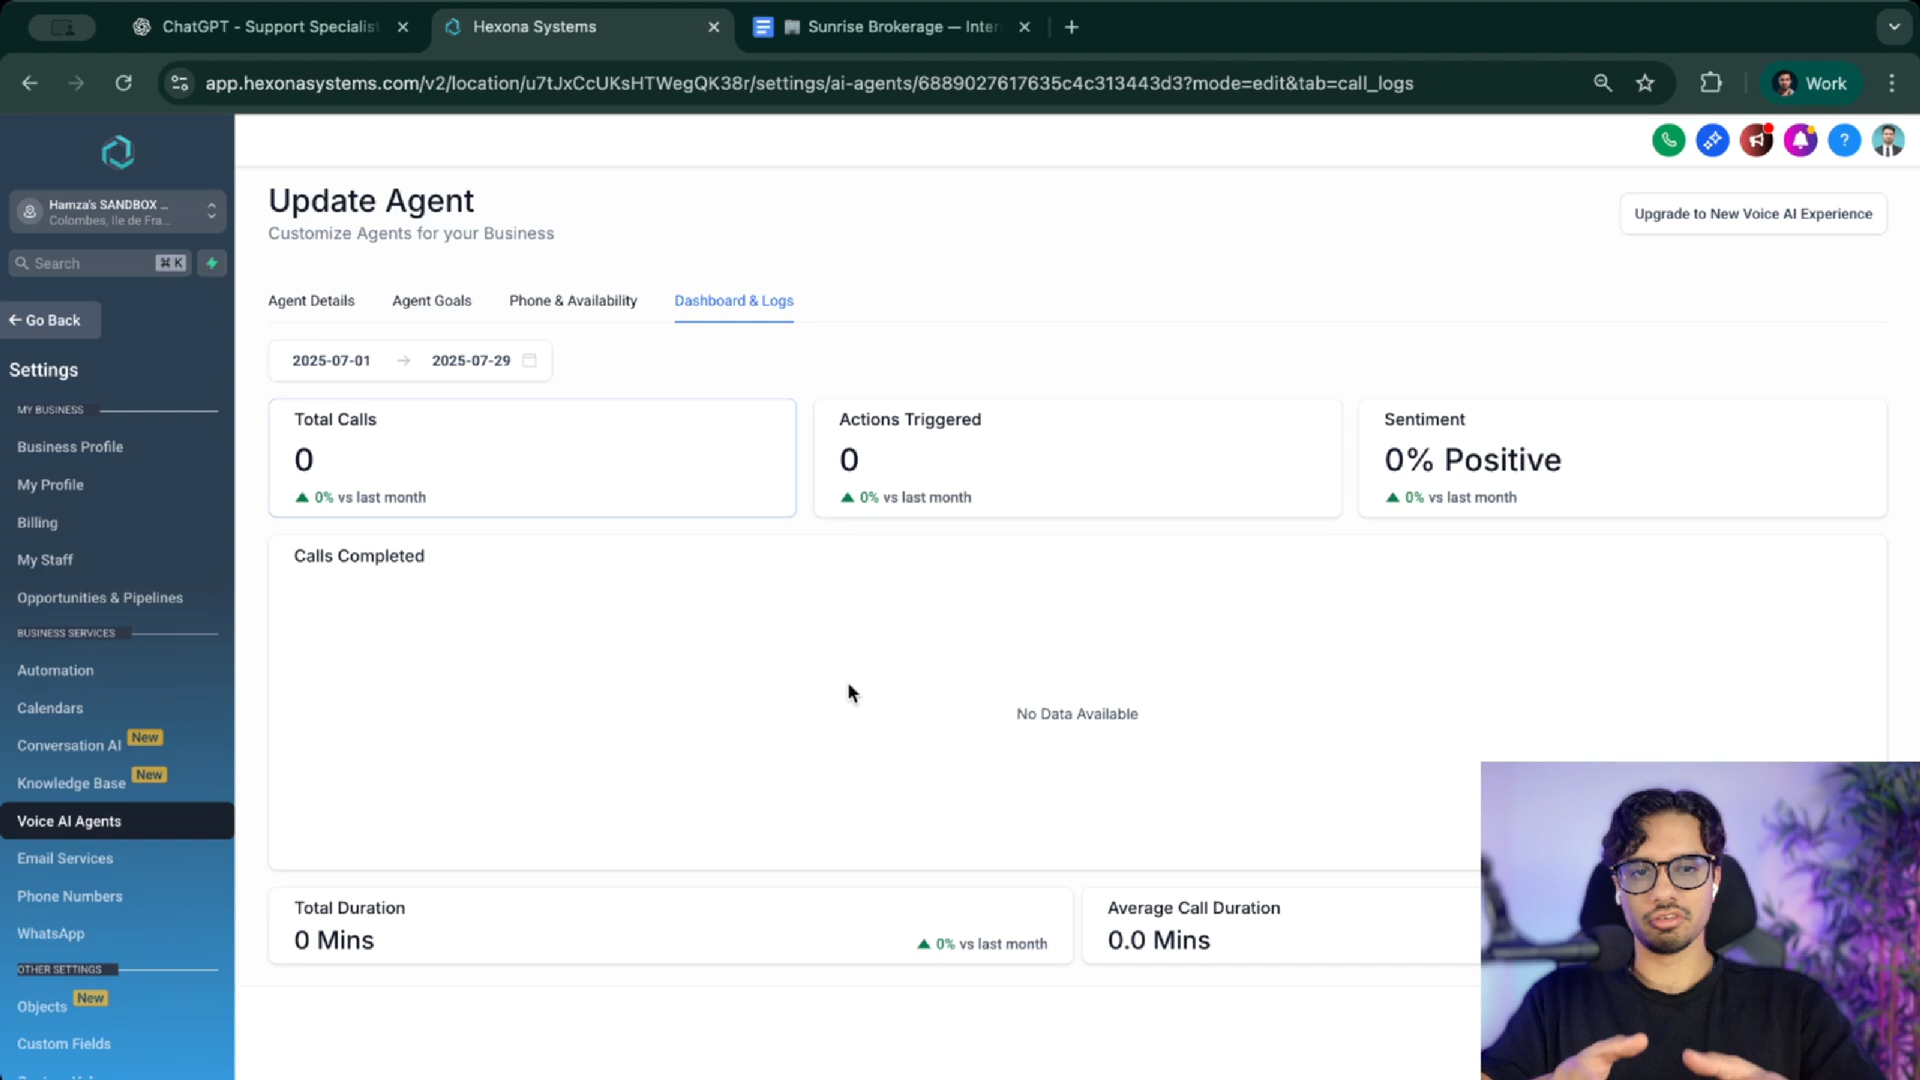 ChatGPT - Support Specialist
Hexona Systems
Sunrise Brokerage — Inter
app.hexonasystems.com/v2/location/u7tJxCcUKsHTWegQK38r/settings/ai-agents/6889027617635c4c313443d3?mode=edit&tab=call_logs
Work
Hamza's SANDBOX ...
Colombes, Ile de Fra...
Search
⌘ K
Go Back
Settings
MY BUSINESS
Business Profile
My Profile
Billing
My Staff
Opportunities & Pipelines
BUSINESS SERVICES
Automation
Calendars
Conversation AI New
Knowledge Base New
Voice AI Agents
Email Services
Phone Numbers
WhatsApp
OTHER SETTINGS
Objects New
Custom Fields
Update Agent
Customize Agents for your Business
Upgrade to New Voice AI Experience
Agent Details
Agent Goals
Phone & Availability
Dashboard & Logs
2025-07-01 → 2025-07-29
Total Calls
0
0% vs last month
Actions Triggered
0
0% vs last month
Sentiment
0% Positive
0% vs last month
Calls Completed
No Data Available
Total Duration
0 Mins
0% vs last month
Average Call Duration
0.0 Mins